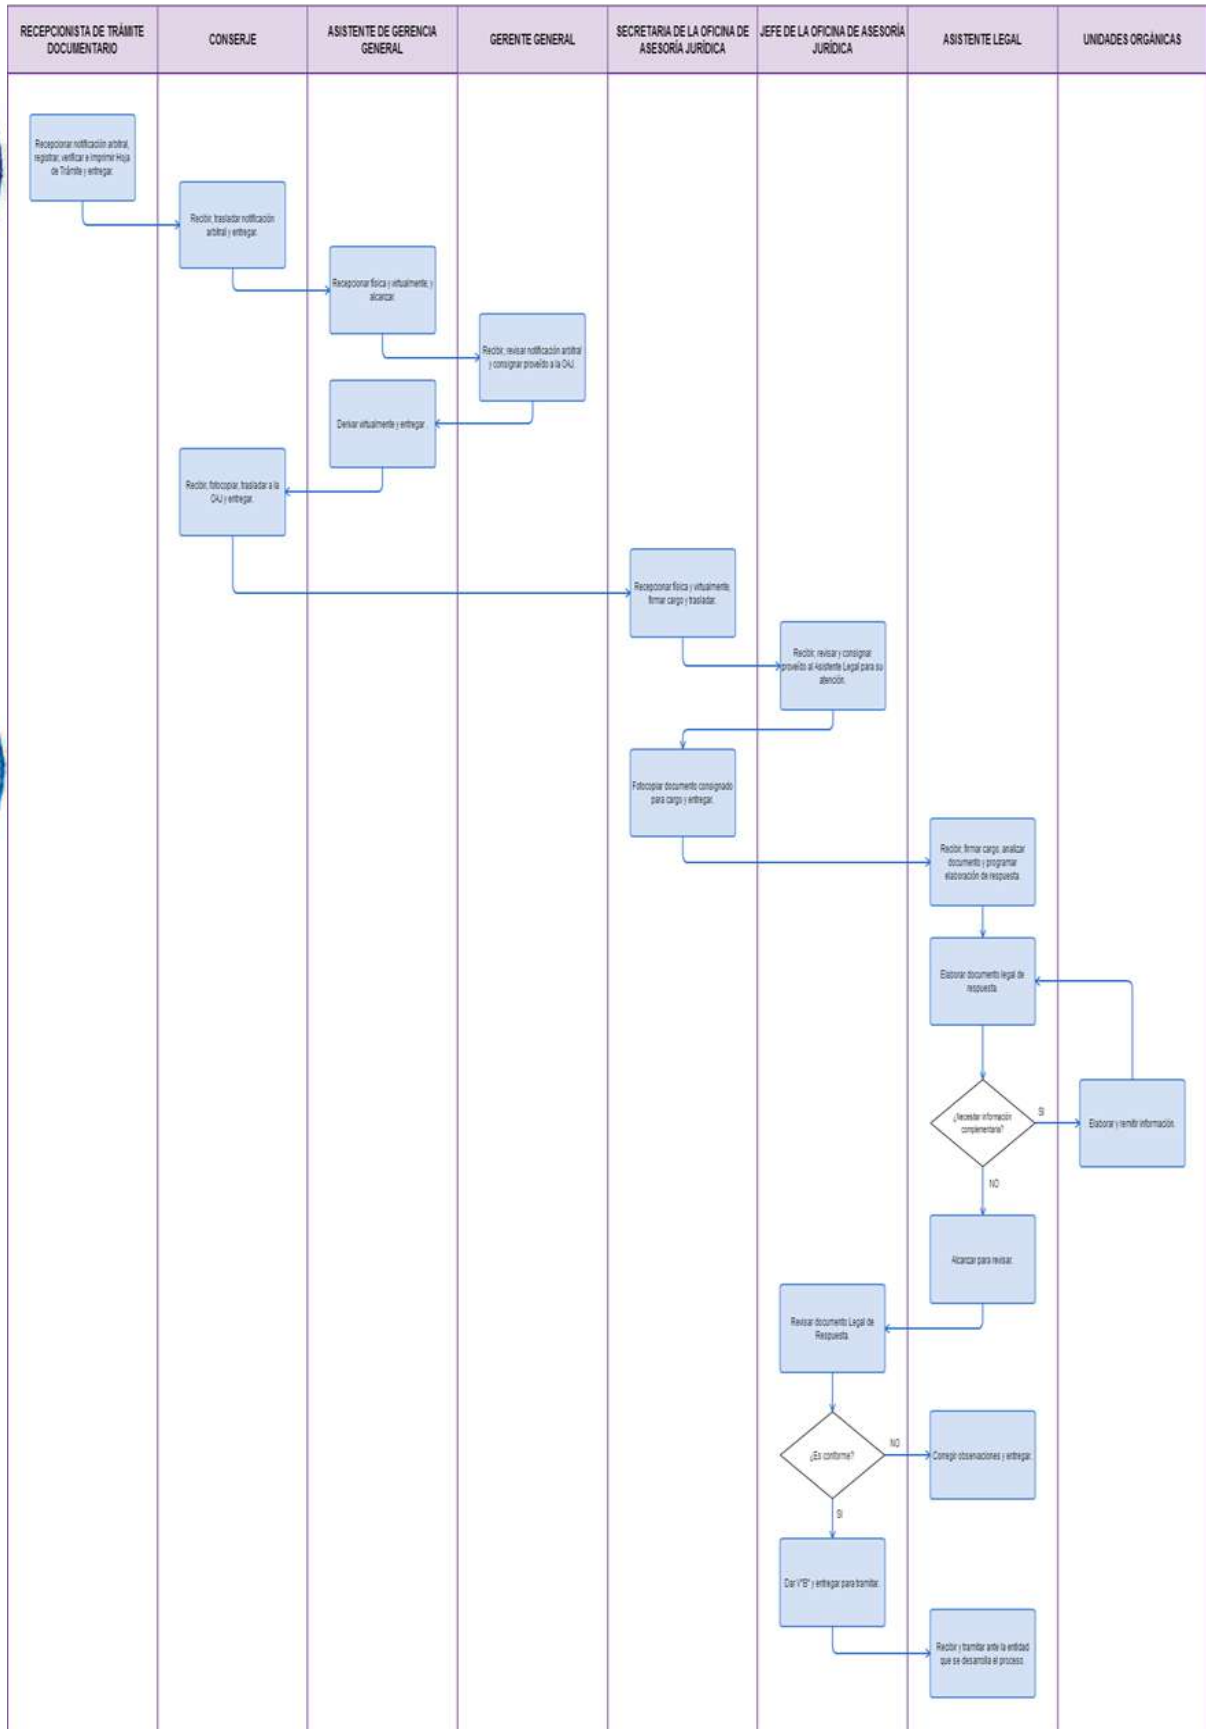 RECEPCIONISTA DE TRÁMITE
DOCUMENTARIO
CONSERJE
ASISTENTE DE GERENCIA
GENERAL
GERENTE GENERAL
SECRETARIA DE LA OFICINA DE
ASESORÍA JURÍDICA
JEFE DE LA OFICINA DE ASESORÍA
JURÍDICA
ASISTENTE LEGAL
UNIDADES ORGÁNICAS
Recepcionar notificación arbitral,
registrar, verificar e Imprimir Hoja
de Trámite y entregar.
Recibir, trasladar notificación
arbitral y entregar.
Recepcionar física y virtualmente, y
alcanzar.
Recibir, revisar notificación arbitral
y consignar proveído a la OAJ.
Derivar virtualmente y entregar .
Recibir, fotocopiar, trasladar a la
OAJ y entregar.
Recepcionar física y virtualmente,
firmar cargo y trasladar.
Recibir, revisar y consignar
proveído al Asistente Legal para su
atención.
Fotocopiar documento consignado
para cargo y entregar.
Recibir, firmar cargo, analizar
documento y programar
elaboración de respuesta.
Elaborar documento legal de
respuesta.
¿Necesitar información
complementaria?
SI
Elaborar y remitir información.
NO
Alcanzar para revisar.
Revisar documento Legal de
Respuesta.
¿Es conforme?
NO
Corregir observaciones y entregar.
SI
Dar V°B° y entregar para tramitar.
Recibir y tramitar ante la entidad
que se desarrolla el proceso.